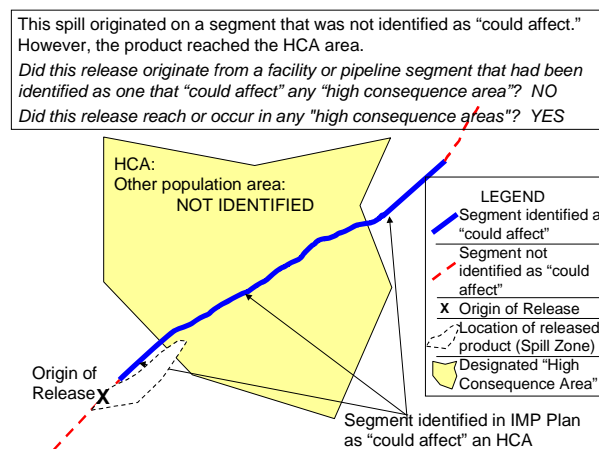 This spill originated on a segment that was not identified as “could affect.”
However, the product reached the HCA area.
Did this release originate from a facility or pipeline segment that had been
identified as one that “could affect” any “high consequence area”?  NO
Did this release reach or occur in any "high consequence areas"?  YES
HCA:
Other population area:
NOT IDENTIFIED
LEGEND
Segment identified a
“could affect”
Segment not
identified as “could
affect”
X Origin of Release
Location of released
product (Spill Zone)
Designated “High
Consequence Area”
Origin of
Release
X
Segment identified in IMP Plan
as “could affect” an HCA